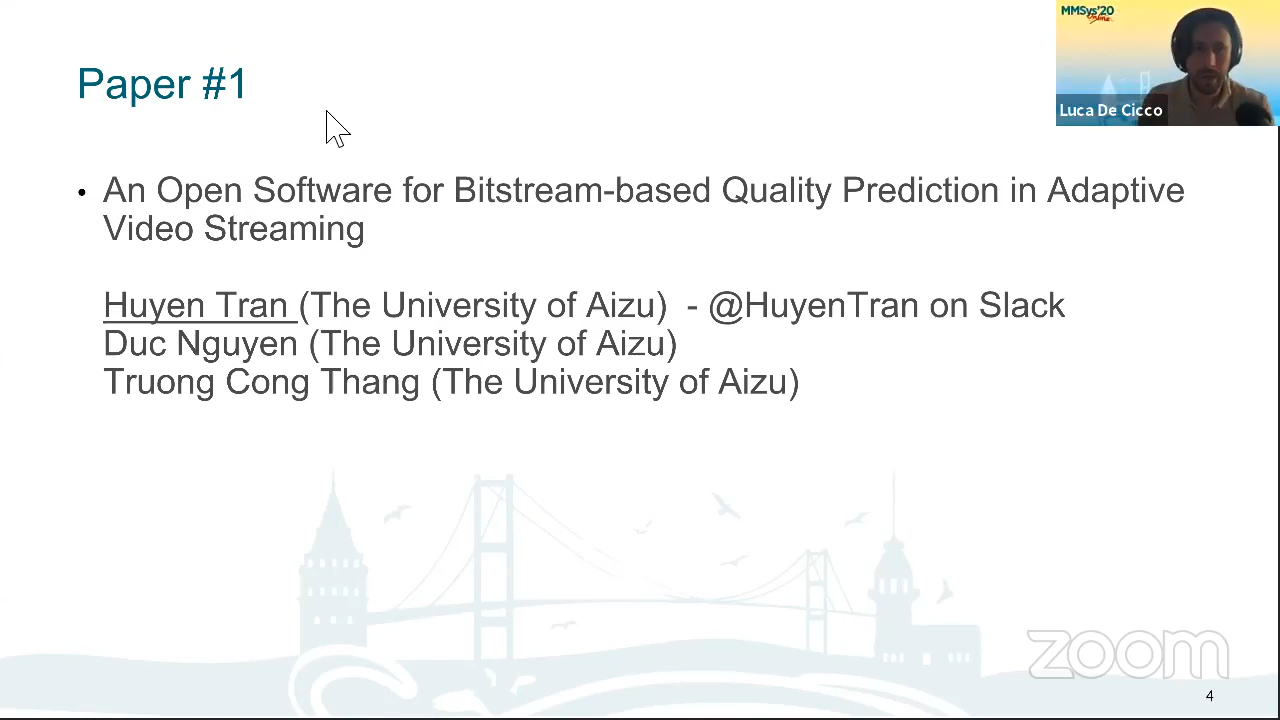 MMSys'20
Online
Luca De Cicco
Paper #1
• An Open Software for Bitstream-based Quality Prediction in Adaptive
Video Streaming
Huyen Tran (The University of Aizu) - @HuyenTran on Slack
Duc Nguyen (The University of Aizu)
Truong Cong Thang (The University of Aizu)
zoom
4